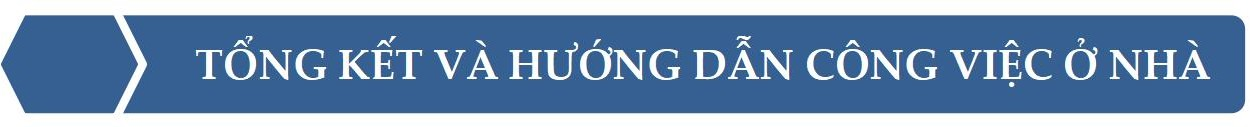 TỔNG KẾT VÀ HƯỚNG DẪN CÔNG VIỆC Ở NHÀ